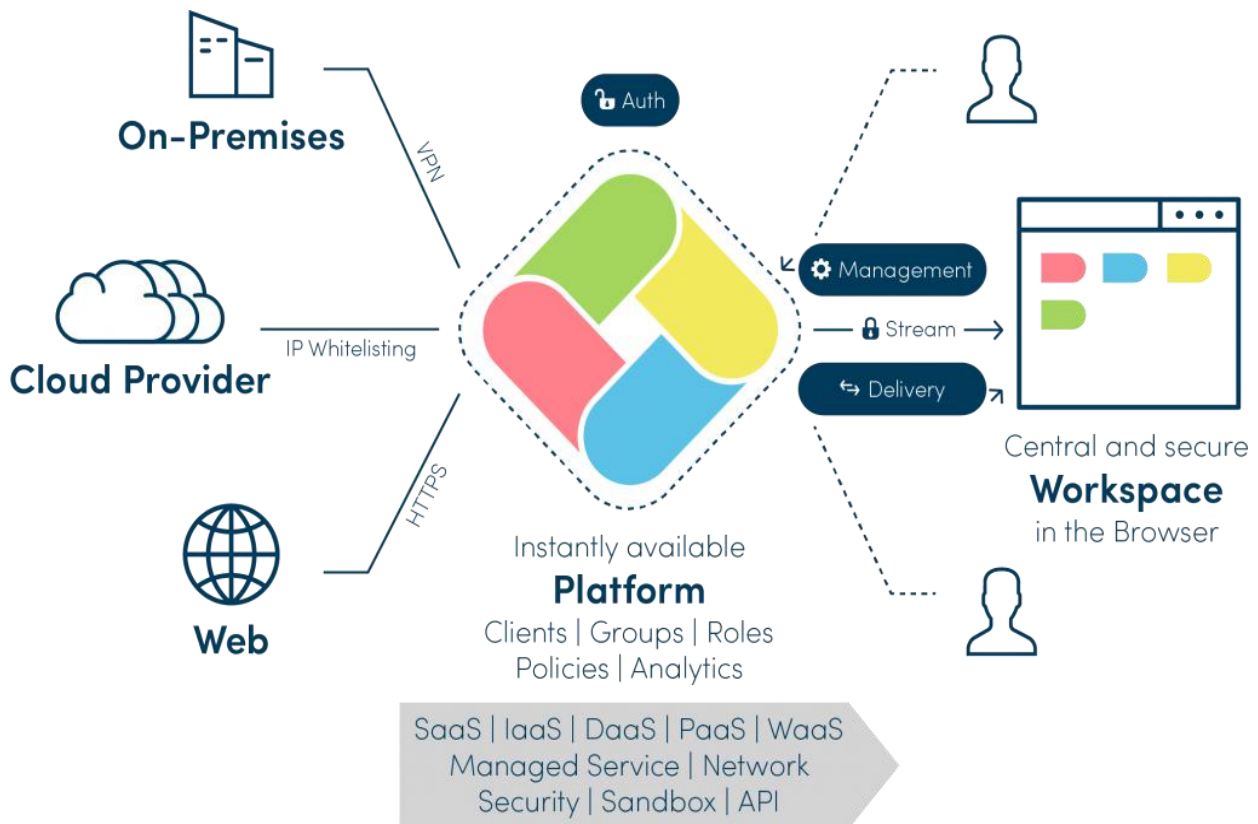 On-Premises
VPN
Cloud Provider
IP Whitelisting
Web
HTTPS
Auth
Instantly available
Platform
Clients | Groups | Roles
Policies | Analytics
SaaS | IaaS | DaaS | PaaS | WaaS
Managed Service | Network
Security | Sandbox | API
Management
Stream
Delivery
Central and secure
Workspace
in the Browser